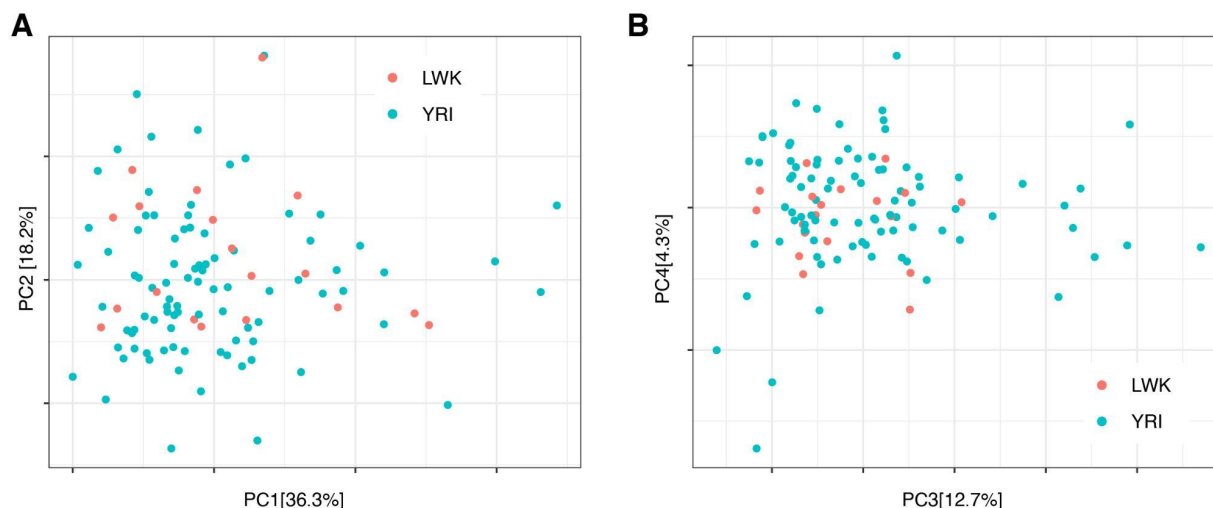 A
LWK
YRI
PC2 [18.2%]
PC1[36.3%]
B
LWK
YRI
PC4[4.3%]
PC3[12.7%]